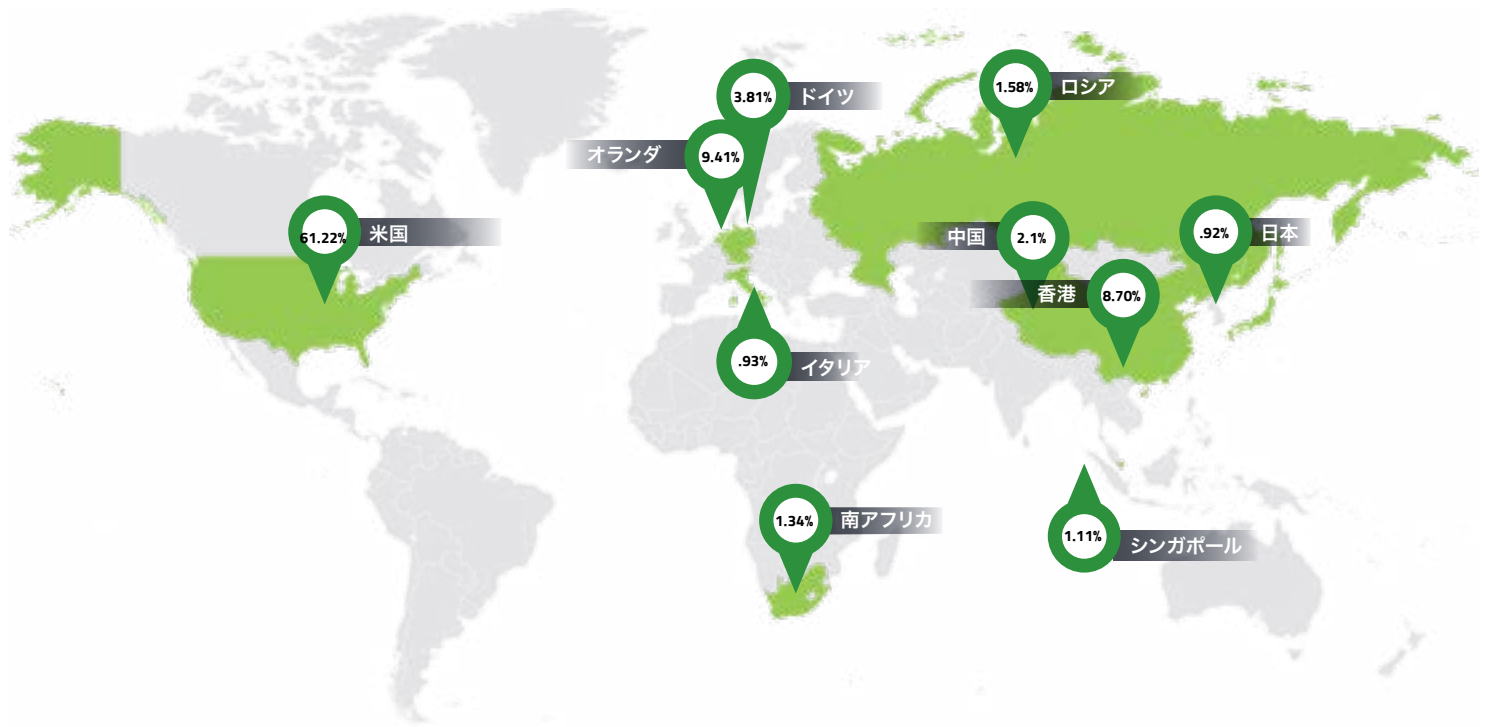 3.81% ドイツ
1.58% ロシア
オランダ 9.41%
61.22% 米国
中国 2.1%
.92% 日本
香港 8.70%
.93% イタリア
1.34% 南アフリカ
1.11% シンガポール